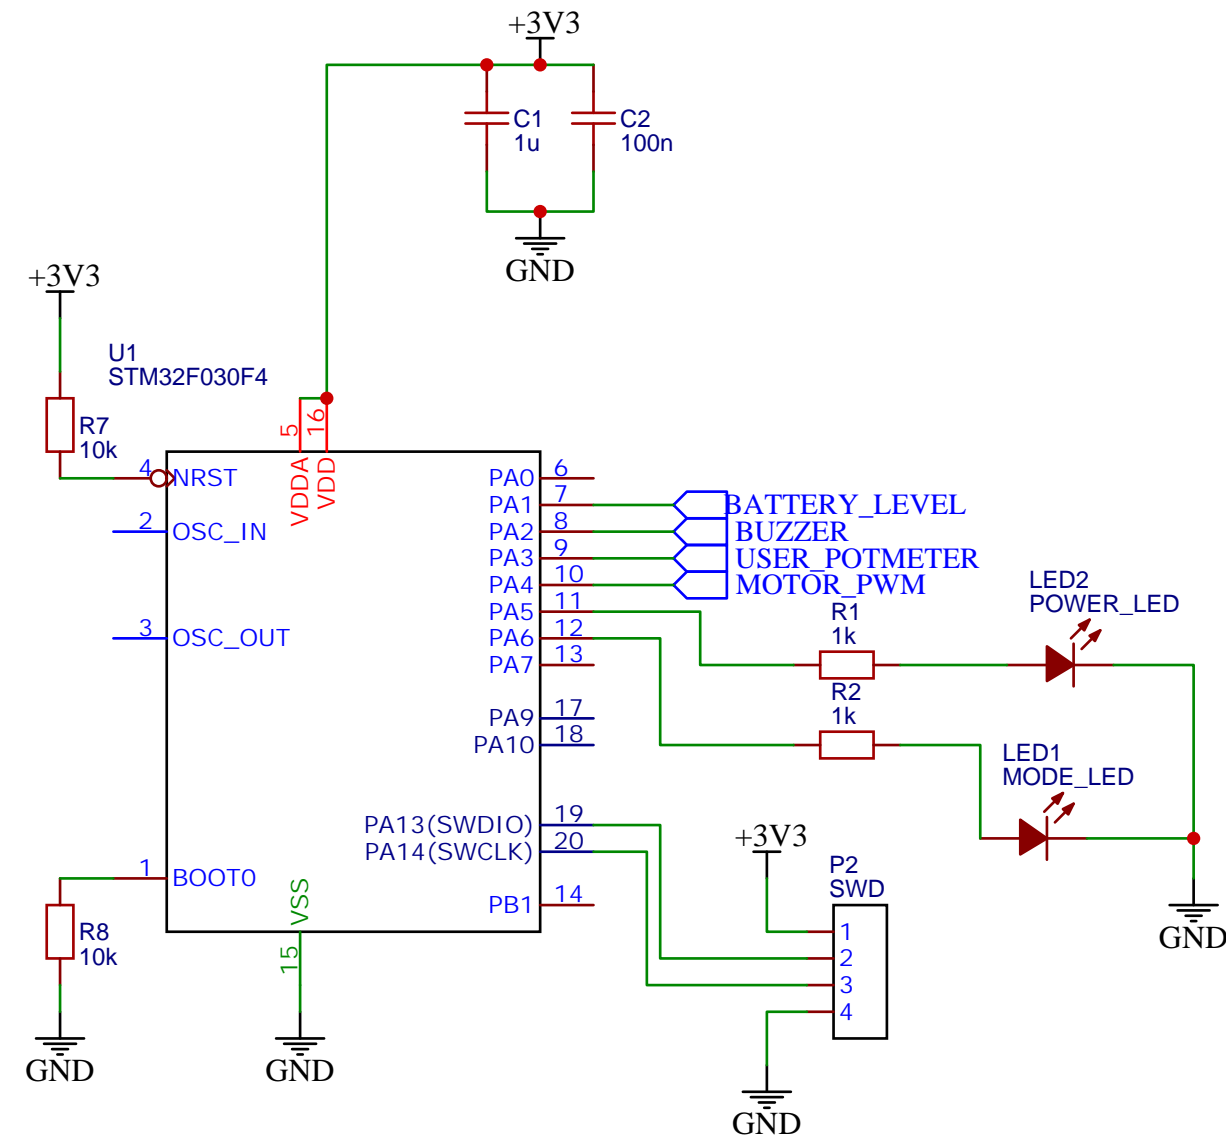 +3V3
C1
1u
C2
100n
GND
+3V3
U1
STM32F030F4
R7
10k
5
16
VDDA
VDD
4
NRST
2
OSC_IN
3
OSC_OUT
1
BOOT0
R8
10k
GND
VSS
15
GND
PA0 6
PA1 7
PA2 8
PA3 9
PA4 10
PA5 11
PA6 12
PA7 13
PA9 17
PA10 18
PA13(SWDIO) 19
PA14(SWCLK) 20
PB1 14
BATTERY_LEVEL
BUZZER
USER_POTMETER
MOTOR_PWM
R1
1k
LED2
POWER_LED
R2
1k
LED1
MODE_LED
GND
+3V3
P2
SWD
1
2
3
4
GND